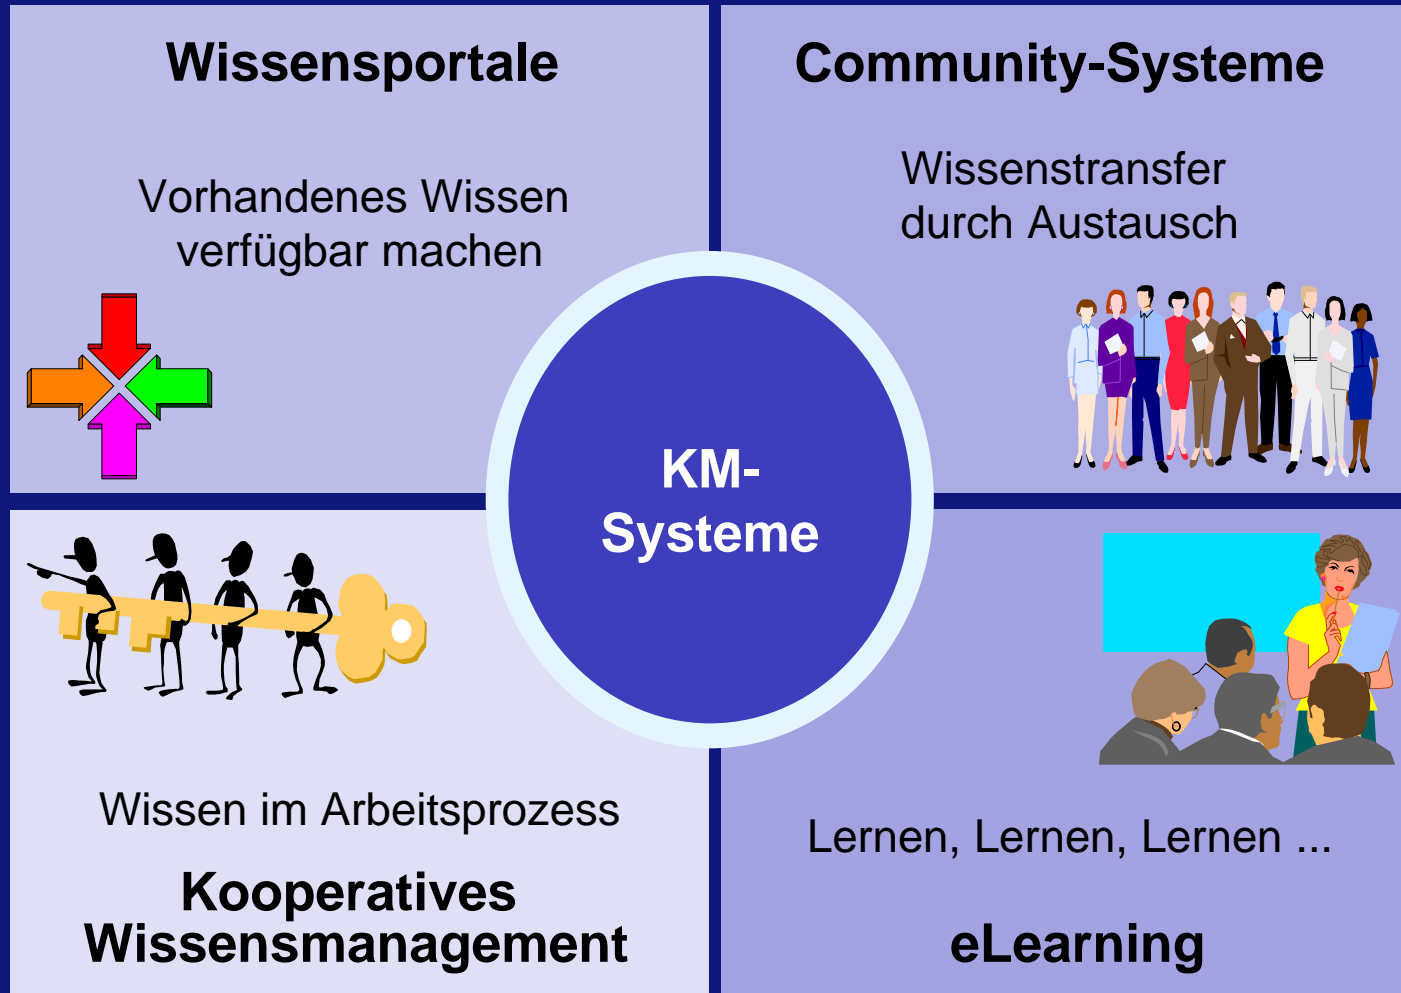 Wissensportale
Vorhandenes Wissen
verfügbar machen
Community-Systeme
Wissenstransfer
durch Austausch
KM-
Systeme
Wissen im Arbeitsprozess
Kooperatives
Wissensmanagement
Lernen, Lernen, Lernen ...
eLearning